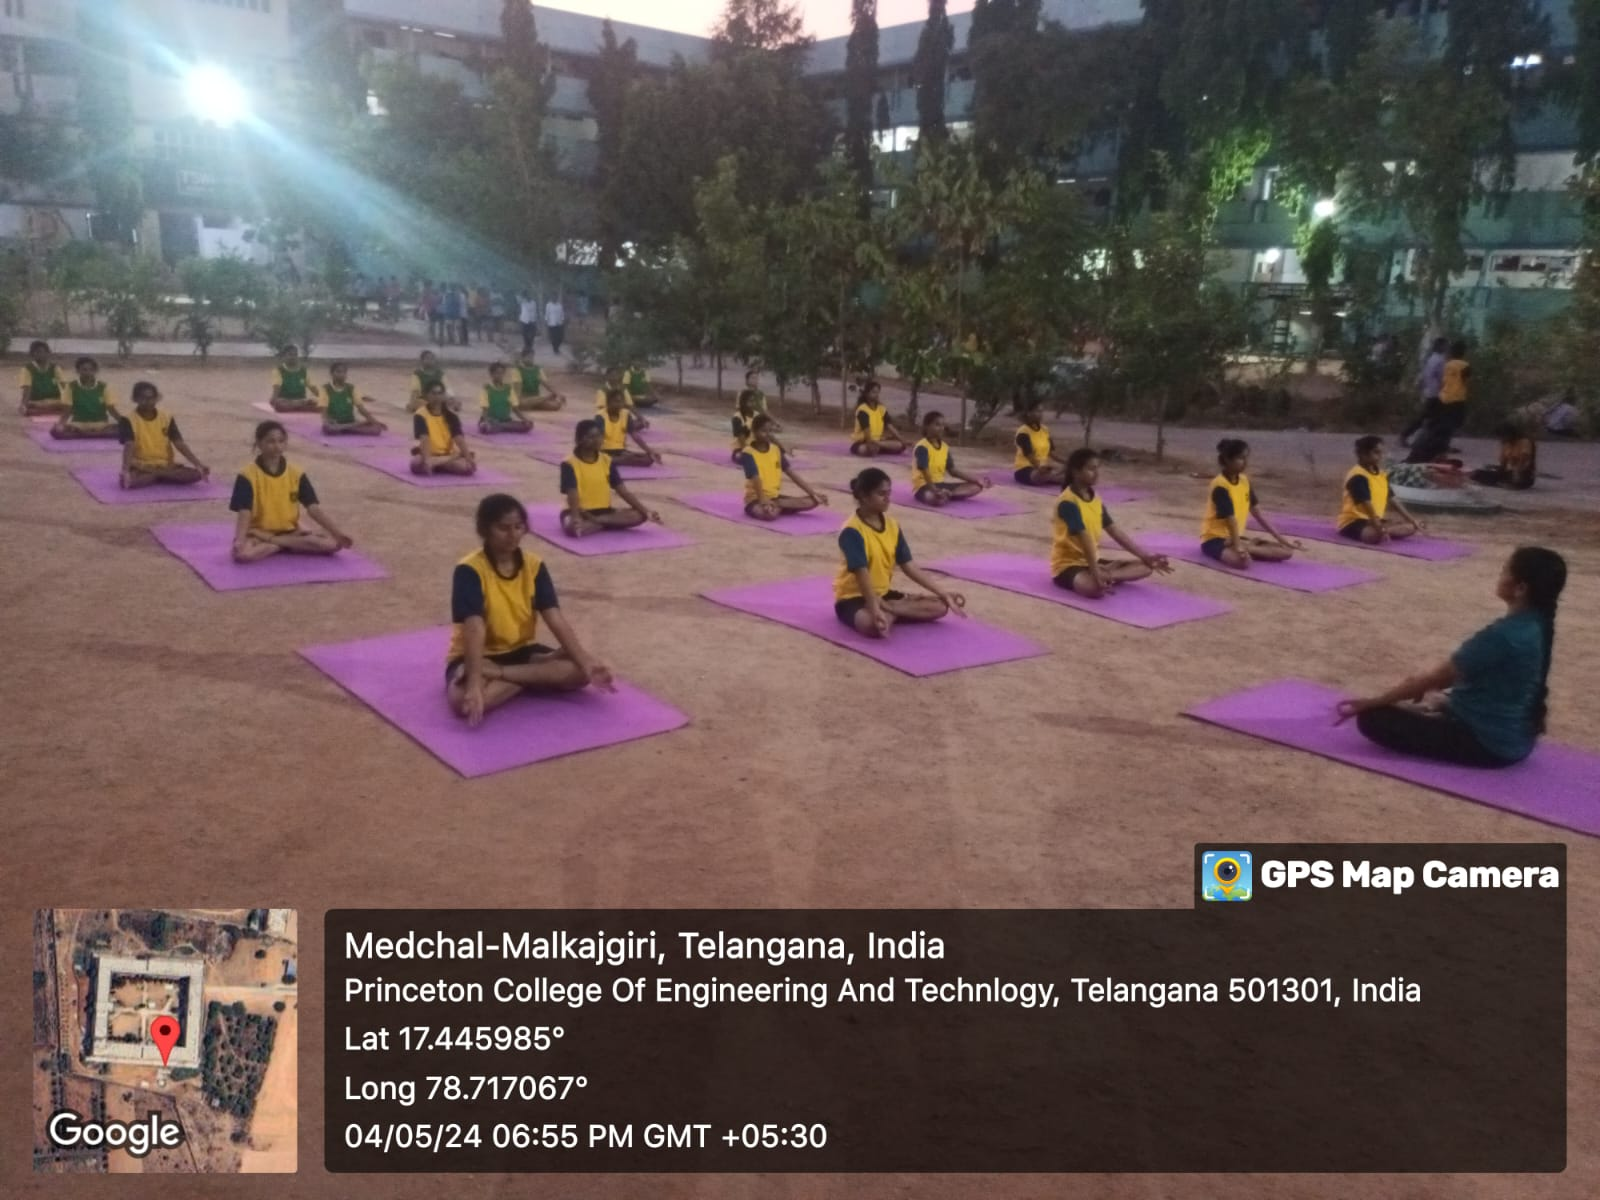 GPS Map Camera
Medchal-Malkajgiri, Telangana, India
Princeton College Of Engineering And Technlogy, Telangana 501301, India
Lat 17.445985°
Long 78.717067°
04/05/24 06:55 PM GMT +05:30
Google